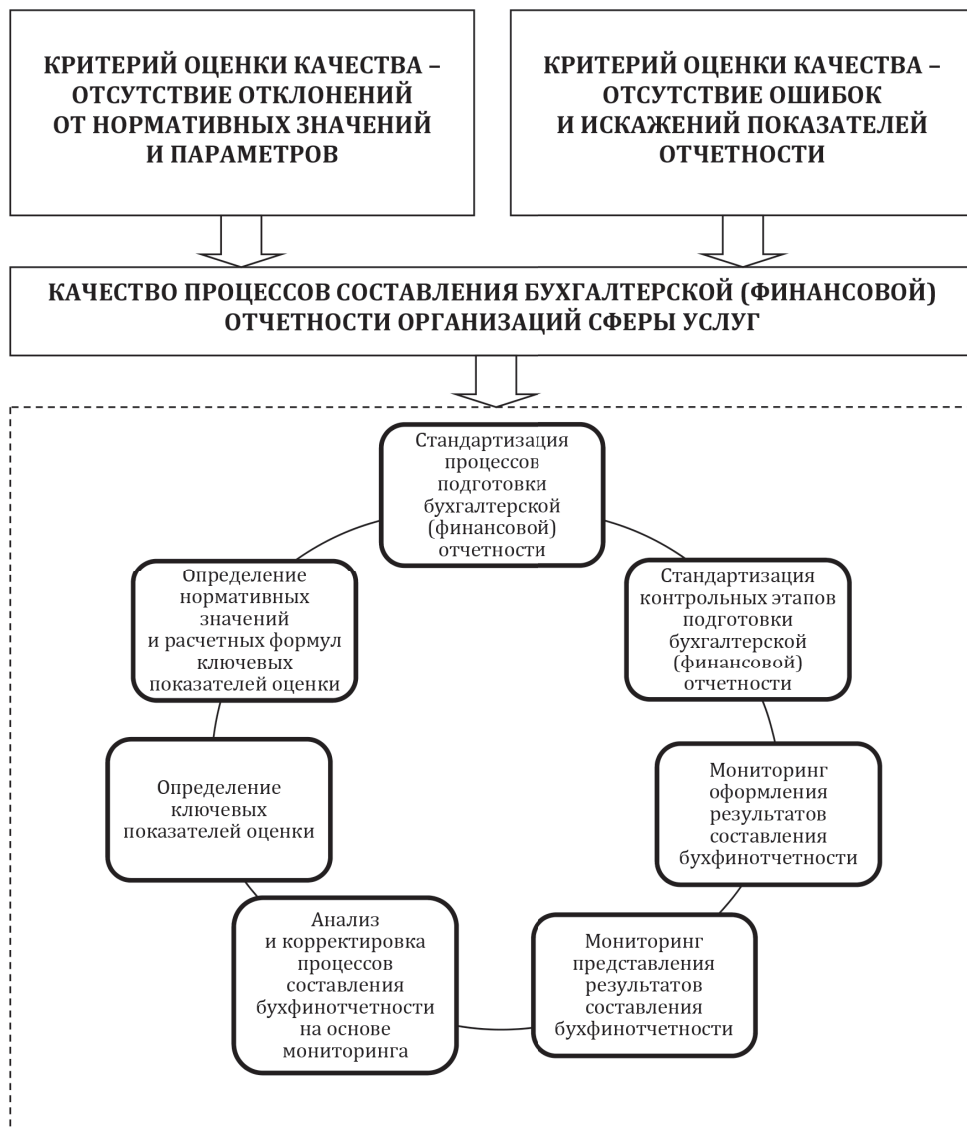 КРИТЕРИЙ ОЦЕНКИ КАЧЕСТВА –
ОТСУТСТВИЕ ОТКЛОНЕНИЙ
ОТ НОРМАТИВНЫХ ЗНАЧЕНИЙ
И ПАРАМЕТРОВ
КРИТЕРИЙ ОЦЕНКИ КАЧЕСТВА –
ОТСУТСТВИЕ ОШИБОК
И ИСКАЖЕНИЙ ПОКАЗАТЕЛЕЙ
ОТЧЕТНОСТИ
КАЧЕСТВО ПРОЦЕССОВ СОСТАВЛЕНИЯ БУХГАЛТЕРСКОЙ (ФИНАНСОВОЙ)
ОТЧЕТНОСТИ ОРГАНИЗАЦИЙ СФЕРЫ УСЛУГ
Стандартизация
процессов
подготовки
бухгалтерской
(финансовой)
отчетности
Стандартизация
контрольных этапов
подготовки
бухгалтерской
(финансовой)
отчетности
Мониторинг
оформления
результатов
составления
бухфинотчетности
Мониторинг
представления
результатов
составления
бухфинотчетности
Анализ
и корректировка
процессов
составления
бухфинотчетности
на основе
мониторинга
Определение
ключевых
показателей оценки
Определение
нормативных
значений
и расчетных формул
ключевых
показателей оценки